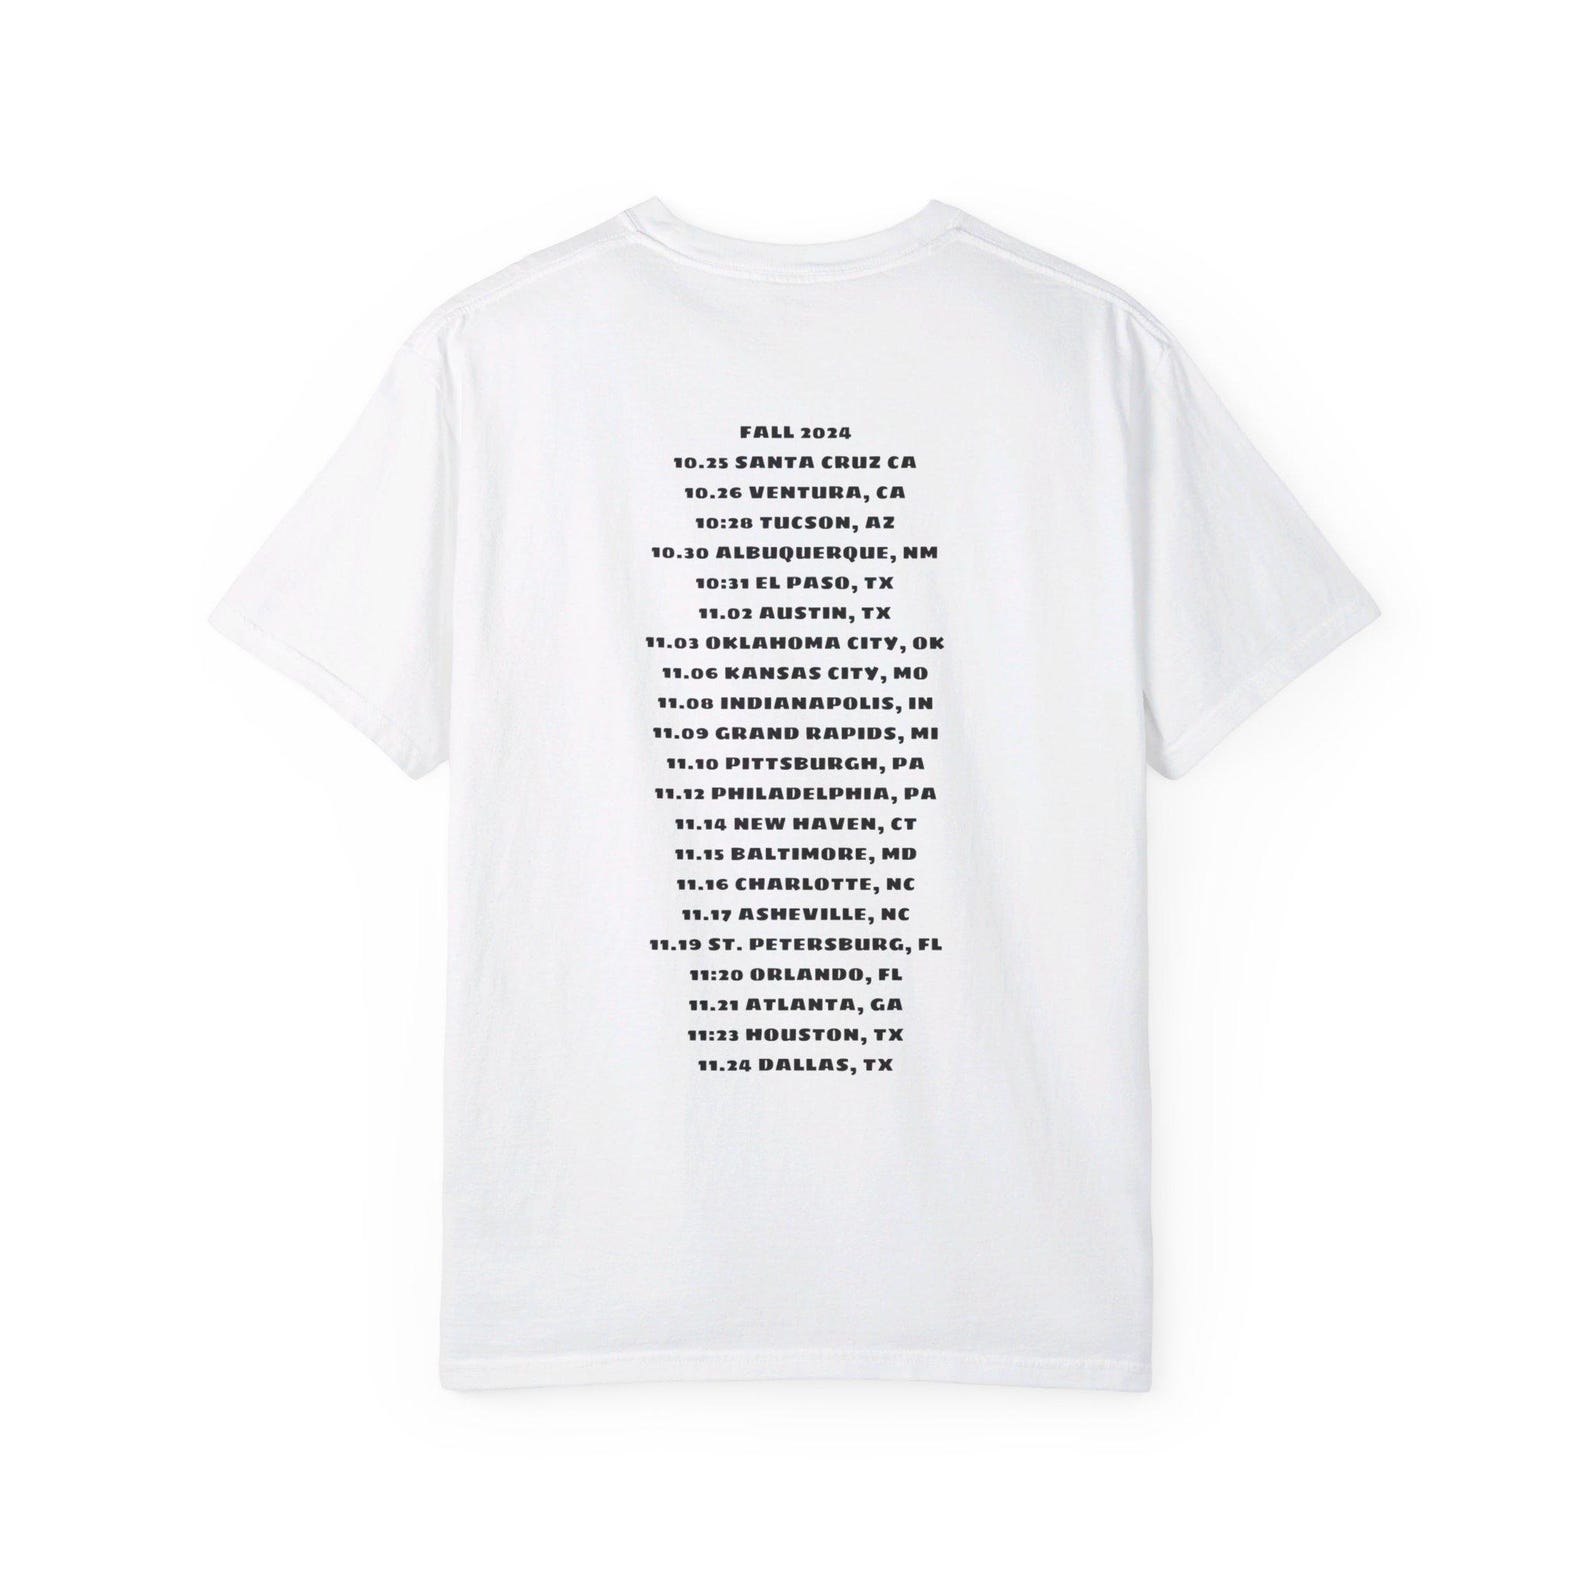 FALL 2024
10.25 SANTA CRUZ CA
10.26 VENTURA, CA
10:28 TUCSON, AZ
10.30 ALBUQUERQUE, NM
10:31 EL PASO, TX
11.02 AUSTIN, TX
11.03 OKLAHOMA CITY, OK
11.06 KANSAS CITY, MO
11.08 INDIANAPOLIS, IN
11.09 GRAND RAPIDS, MI
11.10 PITTSBURGH, PA
11.12 PHILADELPHIA, PA
11.14 NEW HAVEN, CT
11.15 BALTIMORE, MD
11.16 CHARLOTTE, NC
11.17 ASHEVILLE, NC
11.19 ST. PETERSBURG, FL
11:20 ORLANDO, FL
11.21 ATLANTA, GA
11:23 HOUSTON, TX
11.24 DALLAS, TX